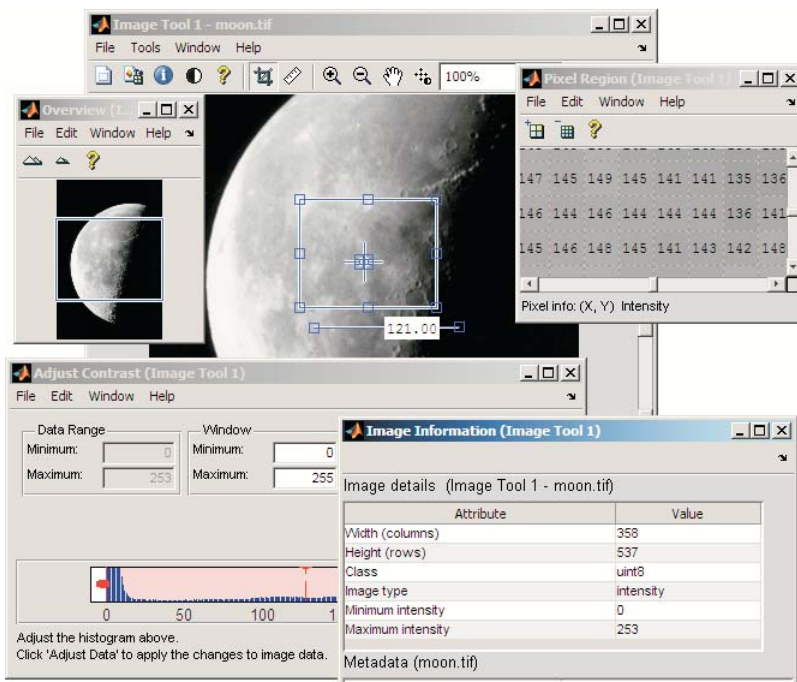 Image Tool 1 - moon.tif
File Tools Window Help
100%
Overview (I...
File Edit Window Help
Pixel Region (Image Tool 1)
File Edit Window Help
147 145 149 145 141 141 135 136
146 144 146 144 144 144 136 141
145 146 148 145 141 143 142 148
Pixel info: (X, Y) Intensity
121.00
Adjust Contrast (Image Tool 1)
File Edit Window Help
Data Range
Minimum: 0
Maximum: 253
Window
Minimum: 0
Maximum: 255
0 50 100 1
Adjust the histogram above.
Click 'Adjust Data' to apply the changes to image data.
Image Information (Image Tool 1)
Image details (Image Tool 1 - moon.tif)
Attribute Value
Width (columns) 358
Height (rows) 537
Class uint8
Image type intensity
Minimum intensity 0
Maximum intensity 253
Metadata (moon.tif)